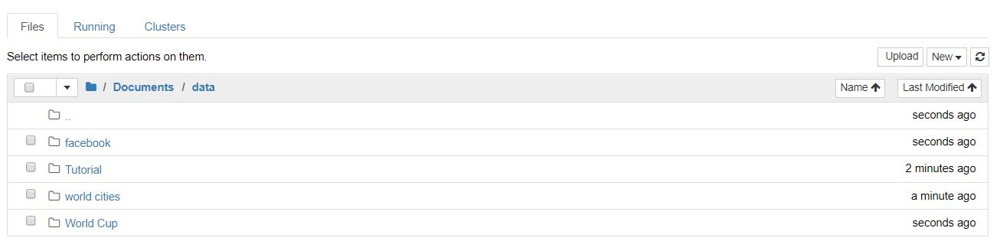 Files Running Clusters
Select items to perform actions on them. Upload New
/ Documents / data Name Last Modified
.. seconds ago
facebook seconds ago
Tutorial 2 minutes ago
world cities a minute ago
World Cup seconds ago